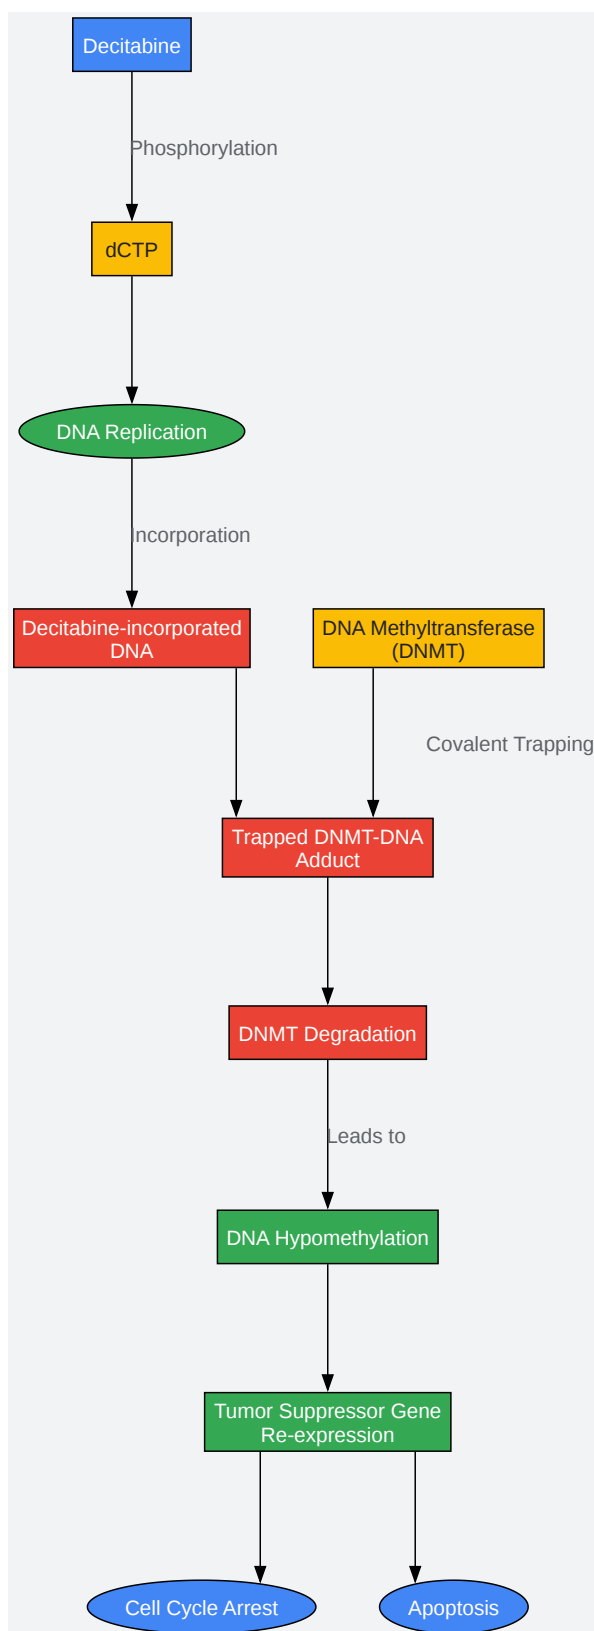 Decitabine
Phosphorylation
dCTP
DNA Replication
Incorporation
Decitabine-incorporated
DNA
DNA Methyltransferase
(DNMT)
Covalent Trapping
Trapped DNMT-DNA
Adduct
DNMT Degradation
Leads to
DNA Hypomethylation
Tumor Suppressor Gene
Re-expression
Cell Cycle Arrest
Apoptosis